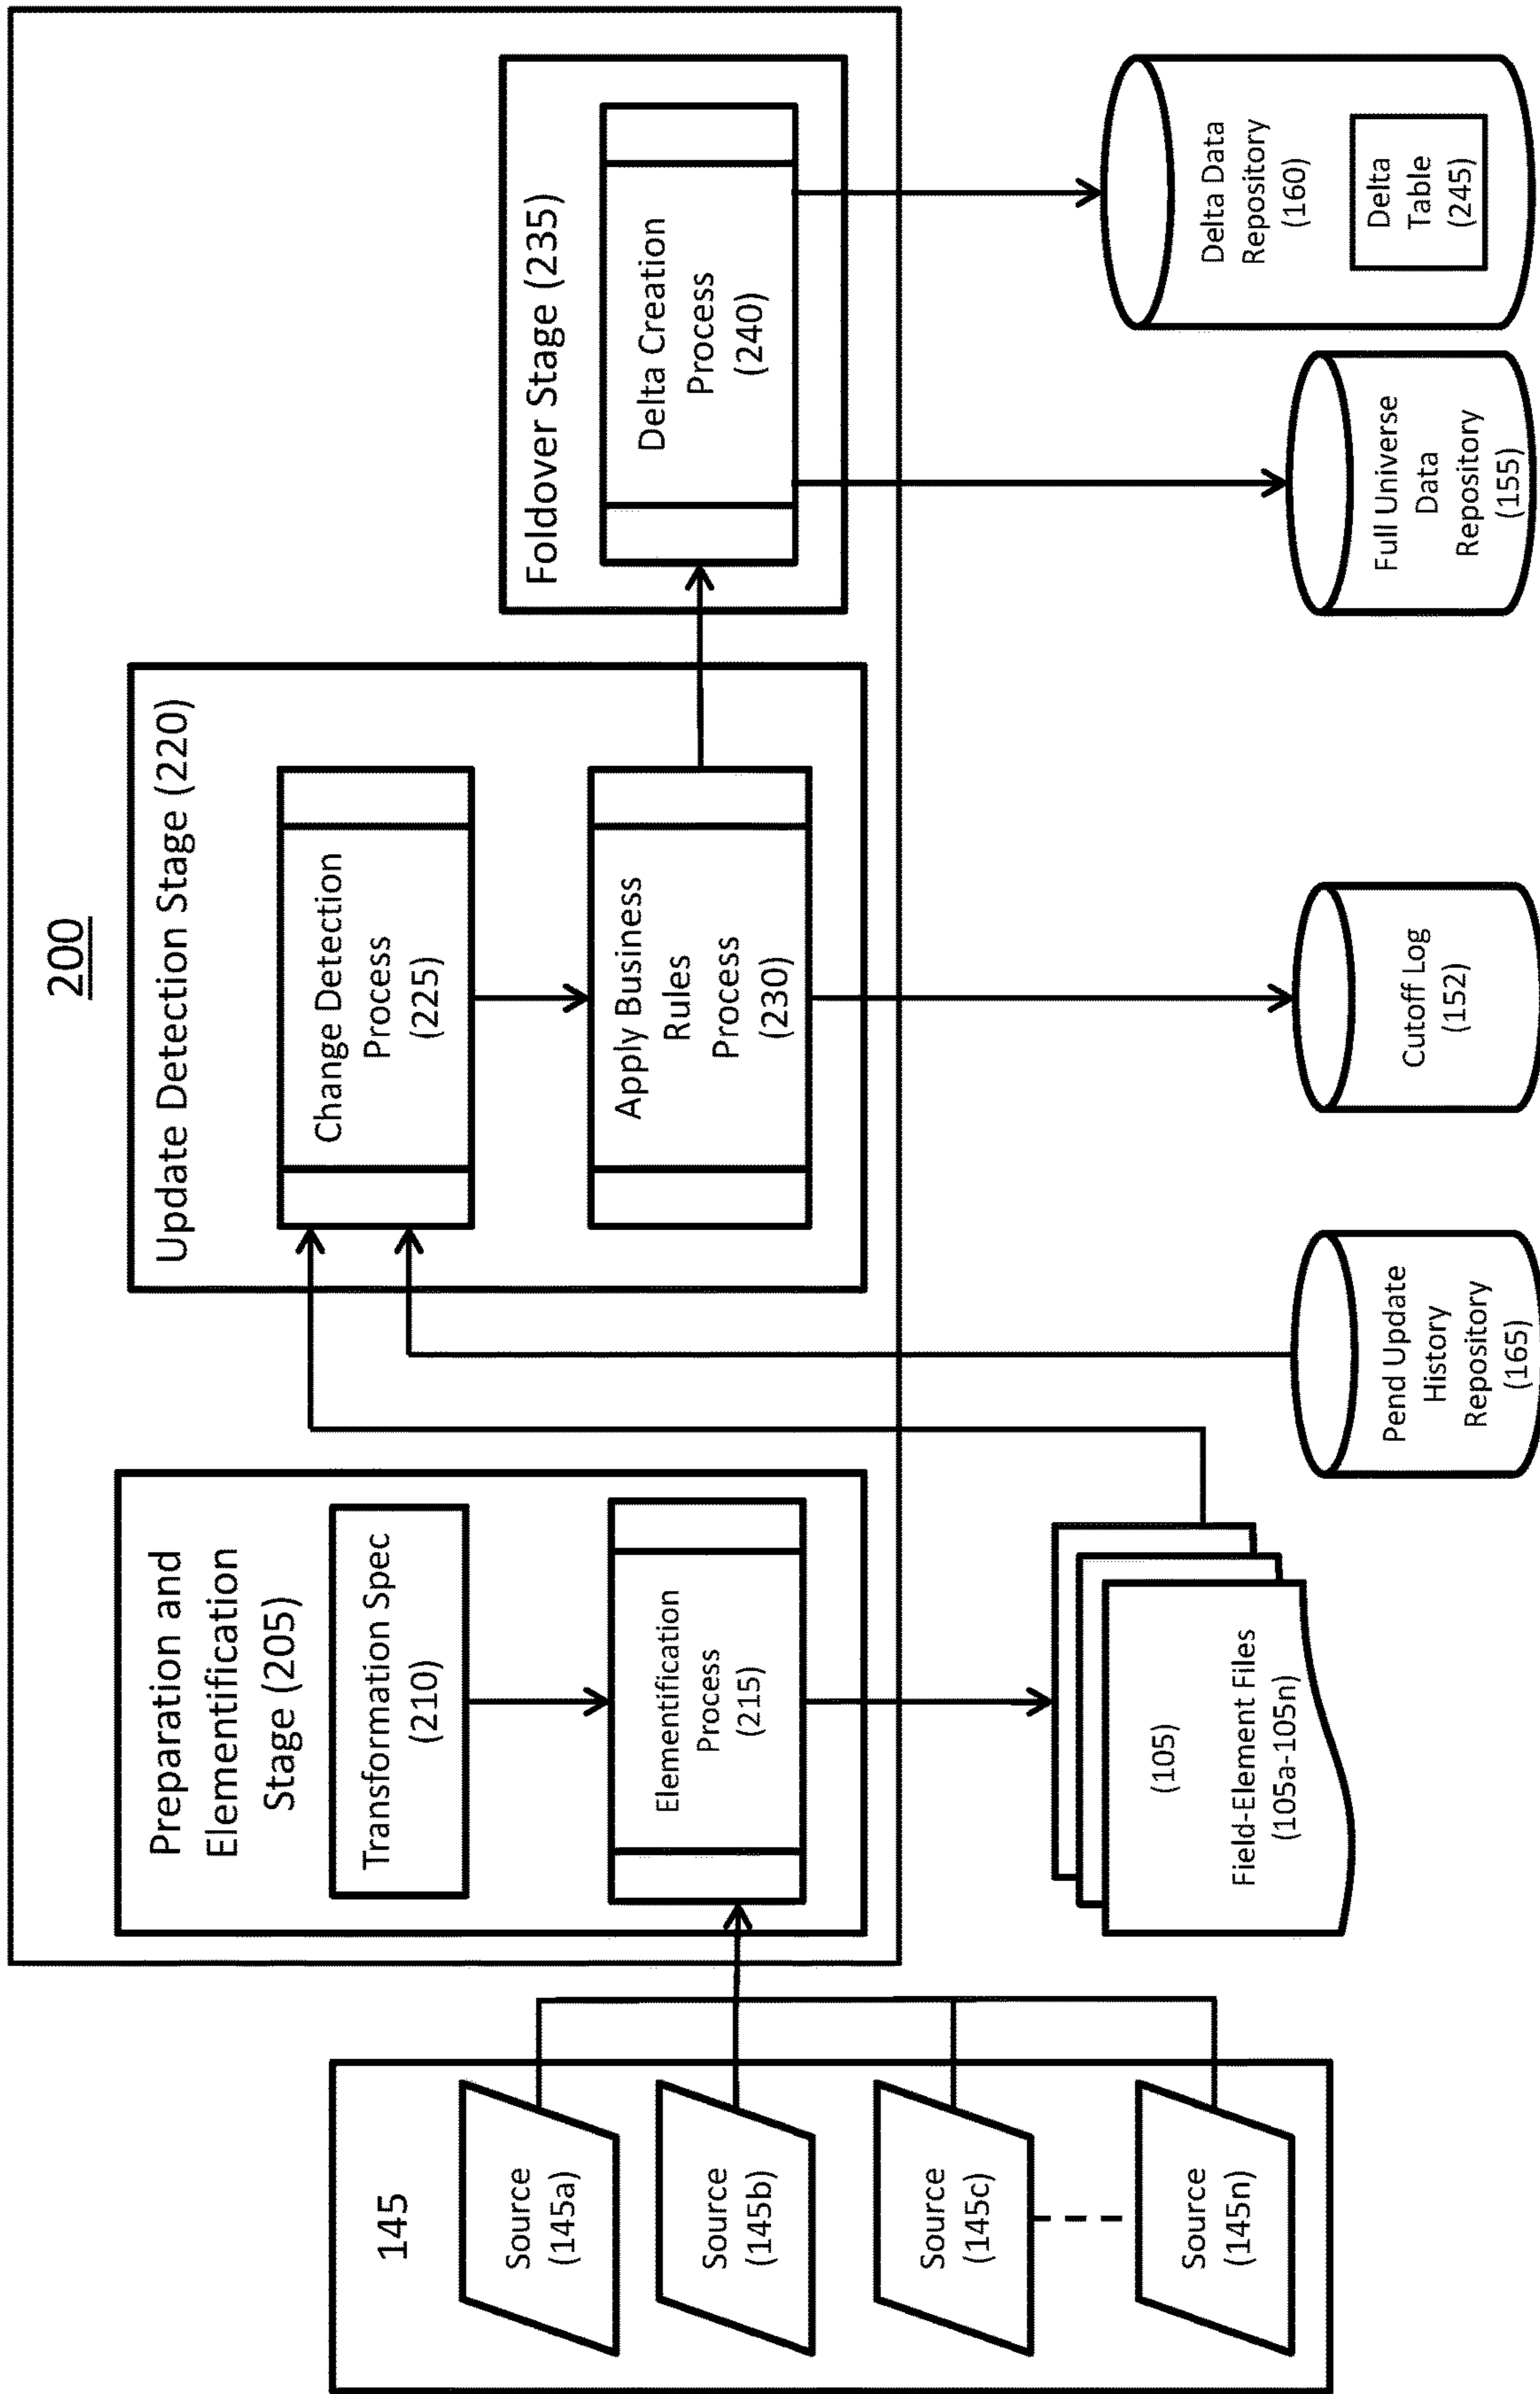 200
145
Source
(145a)
Source
(145b)
Source
(145c)
Source
(145n)
Preparation and
Elementification
Stage (205)
Transformation Spec
(210)
Elementification
Process
(215)
(105)
Field-Element Files
(105a-105n)
Update Detection Stage (220)
Change Detection
Process
(225)
Apply Business
Rules
Process
(230)
Pend Update
History
Repository
(165)
Cutoff Log
(152)
Foldover Stage (235)
Delta Creation
Process
(240)
Full Universe
Data
Repository
(155)
Delta Data
Repository
(160)
Delta
Table
(245)